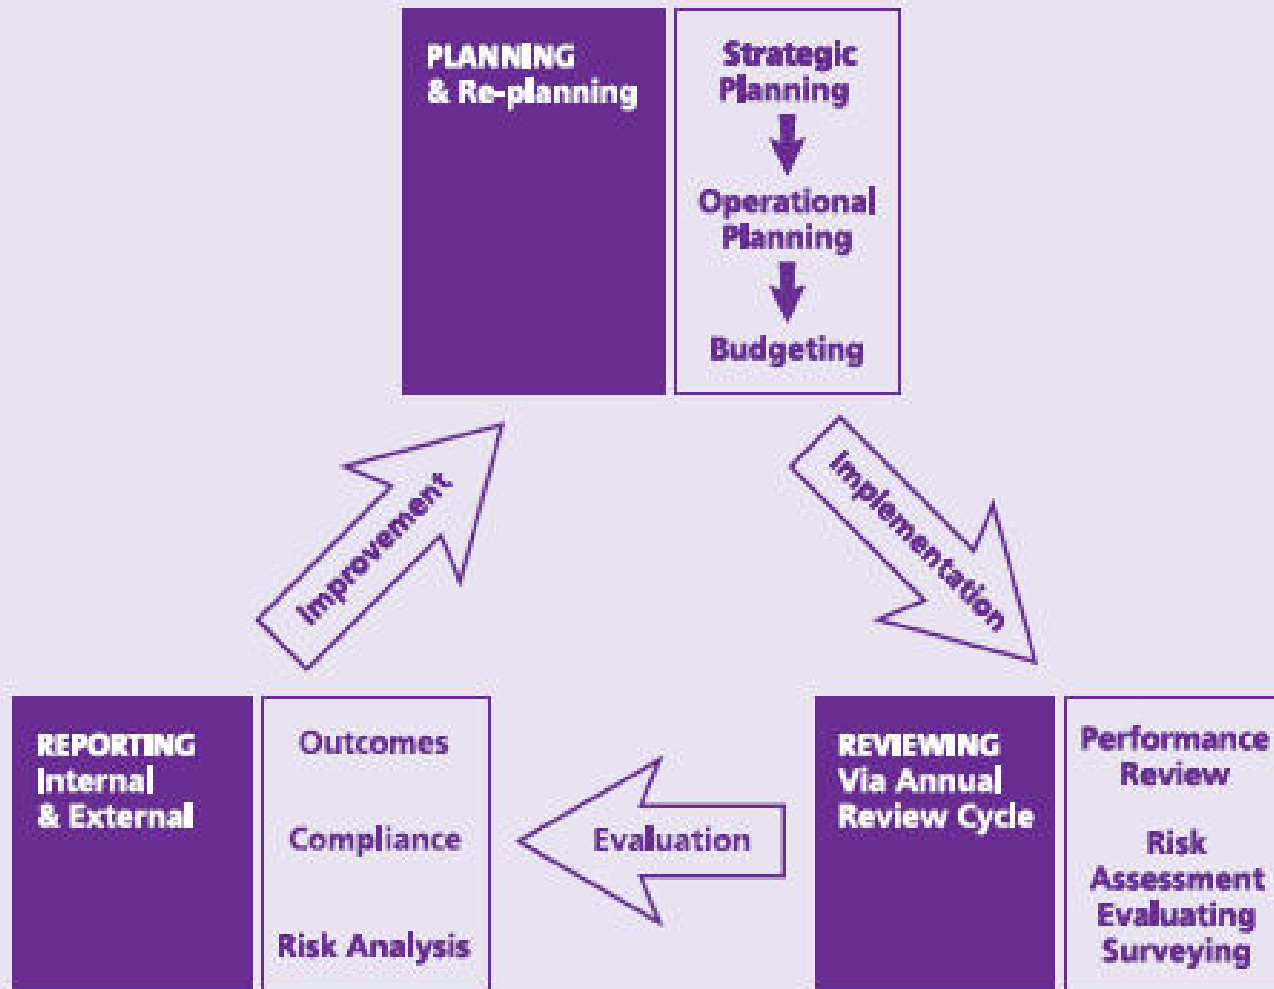 PLANNING
& Re-planning
Strategic
Planning
Operational
Planning
Budgeting
Improvement
Implementation
REPORTING
Internal
& External
Outcomes
Compliance
Risk Analysis
Evaluation
REVIEWING
Via Annual
Review Cycle
Performance
Review
Risk
Assessment
Evaluating
Surveying